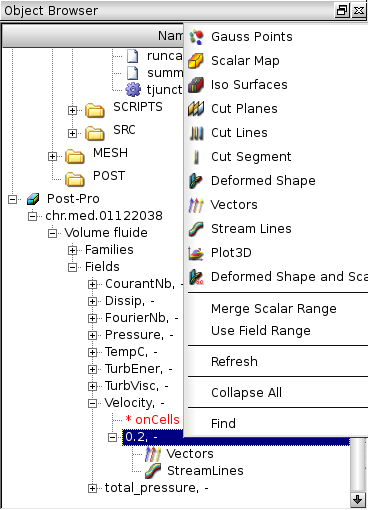 Object Browser
Nam
runca
summ
tjunct
SCRIPTS
SRC
MESH
POST
Post-Pro
chr.med.01122038
Volume fluide
Families
Fields
CourantNb, -
Dissip, -
FourierNb, -
Pressure, -
TempC, -
TurbEner, -
TurbVisc, -
Velocity, -
* onCells
0.2, -
Vectors
StreamLines
total_pressure, -
Gauss Points
Scalar Map
Iso Surfaces
Cut Planes
Cut Lines
Cut Segment
Deformed Shape
Vectors
Stream Lines
Plot3D
Deformed Shape and Sca
Merge Scalar Range
Use Field Range
Refresh
Collapse All
Find